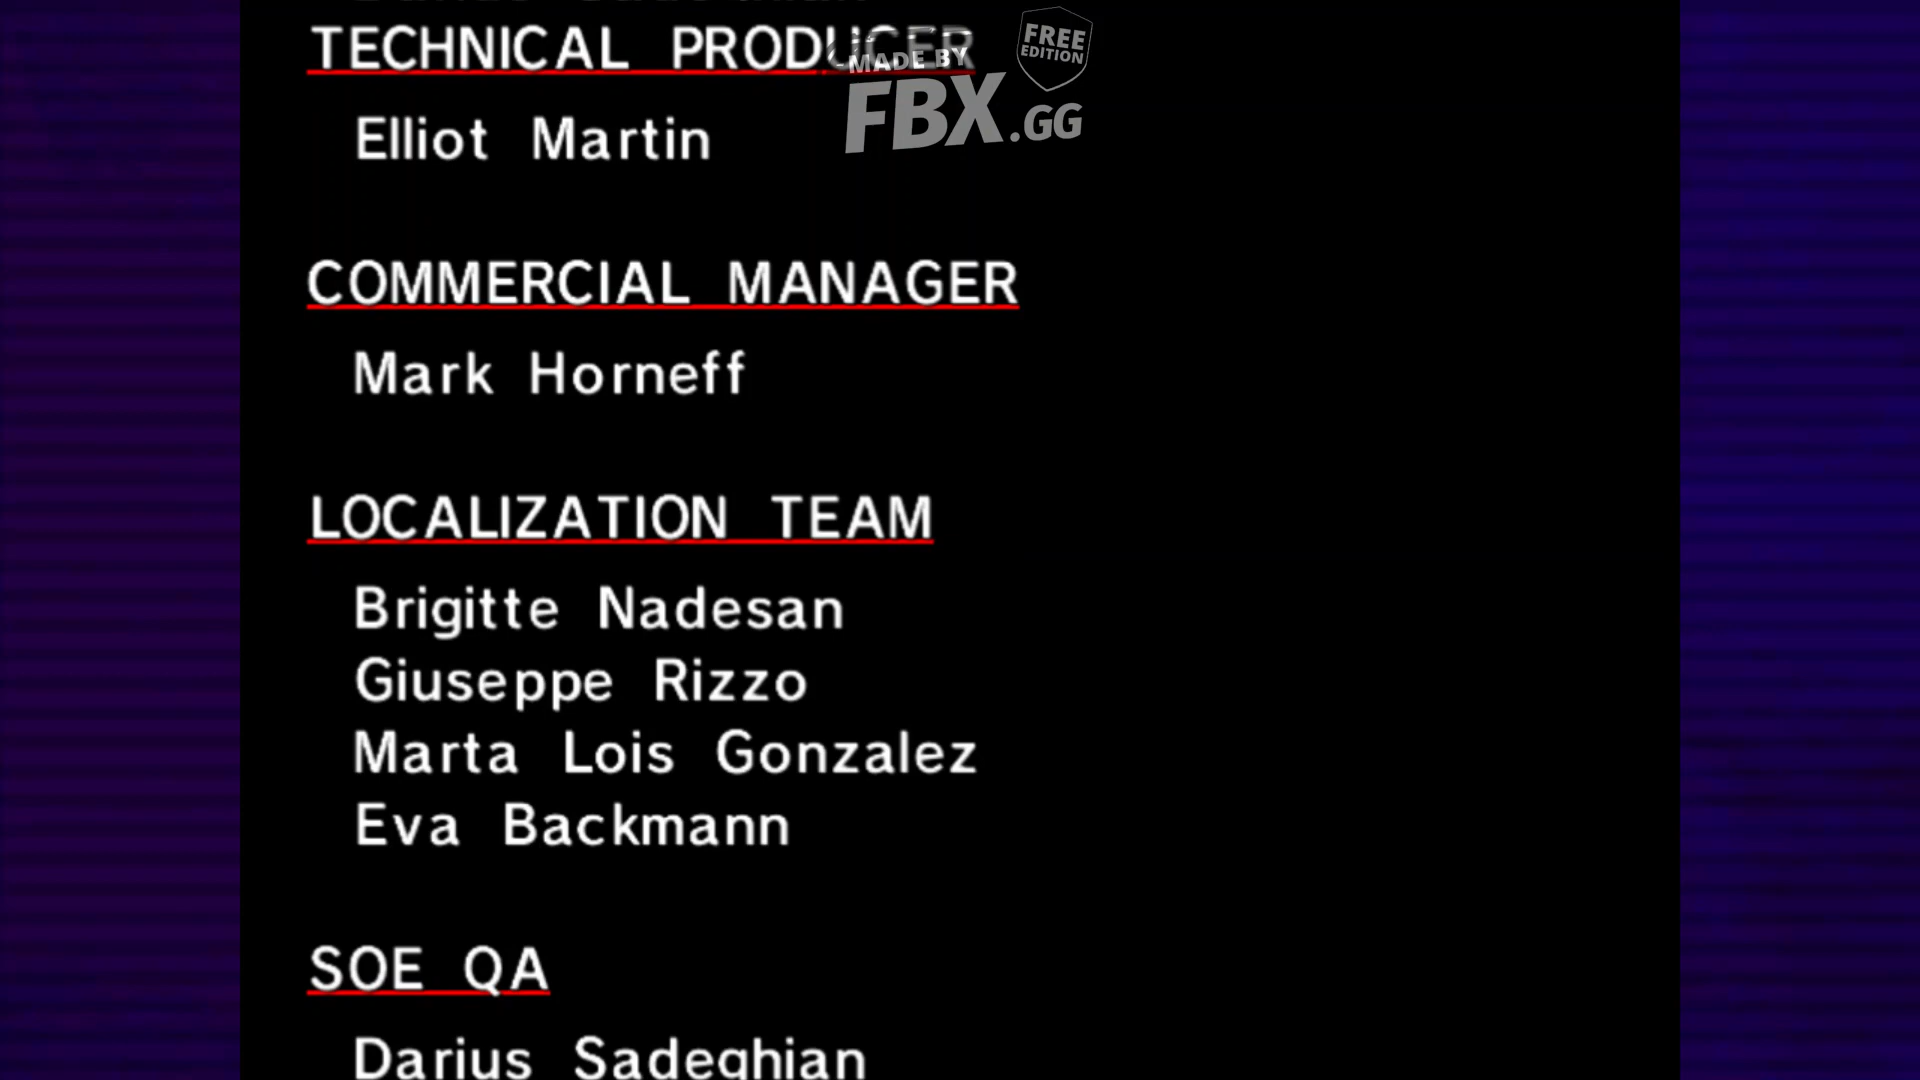 TECHNICAL PRODUCER
MADE BY
FBX.GG
FREE
EDITION
Elliot Martin
COMMERCIAL MANAGER
Mark Horneff
LOCALIZATION TEAM
Brigitte Nadesan
Giuseppe Rizzo
Marta Lois Gonzalez
Eva Backmann
SOE QA
Darius Sadeghian